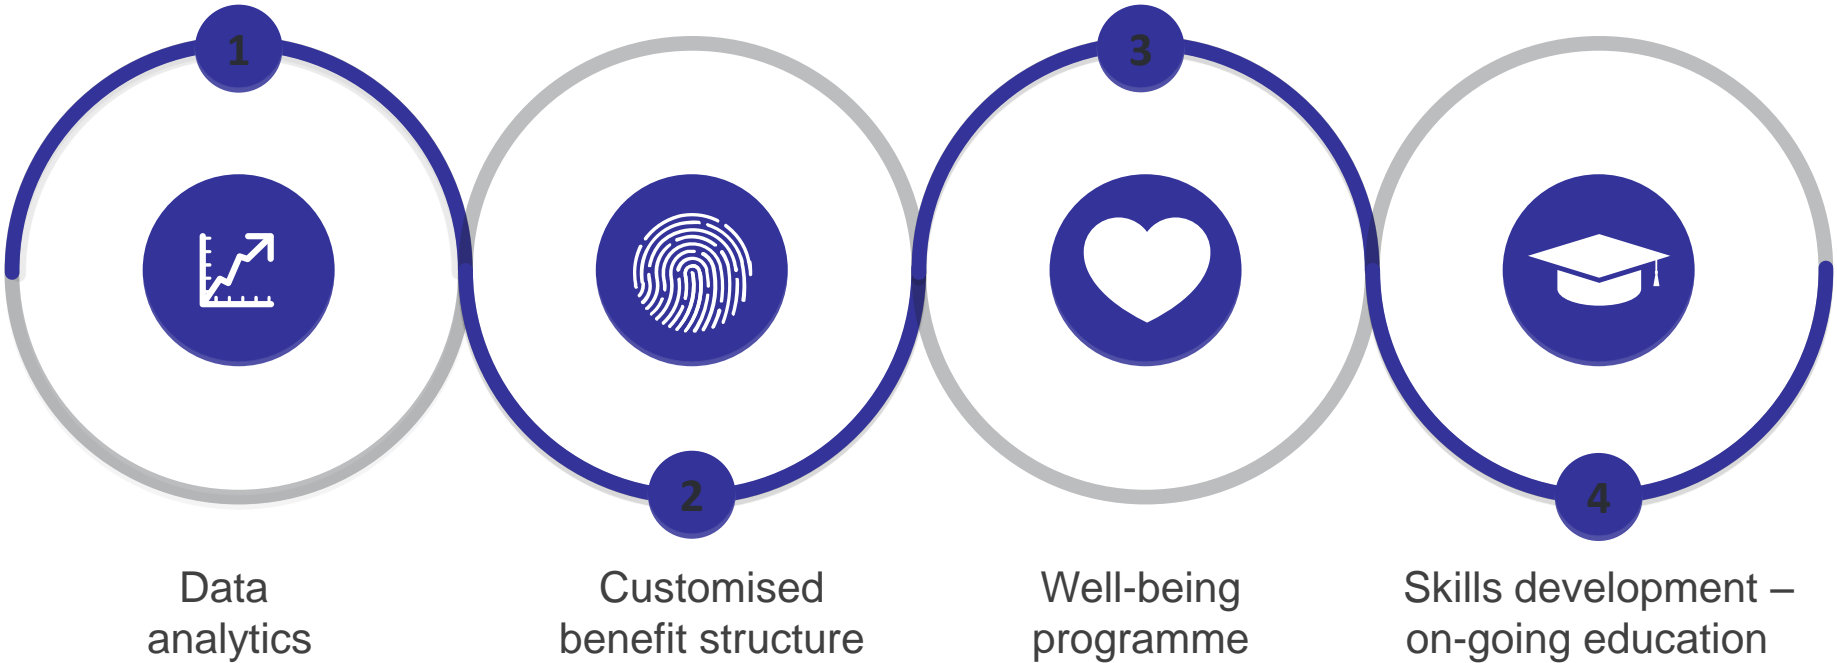 1
3
2
4
Data
analytics
Customised
benefit structure
Well-being
programme
Skills development –
on-going education